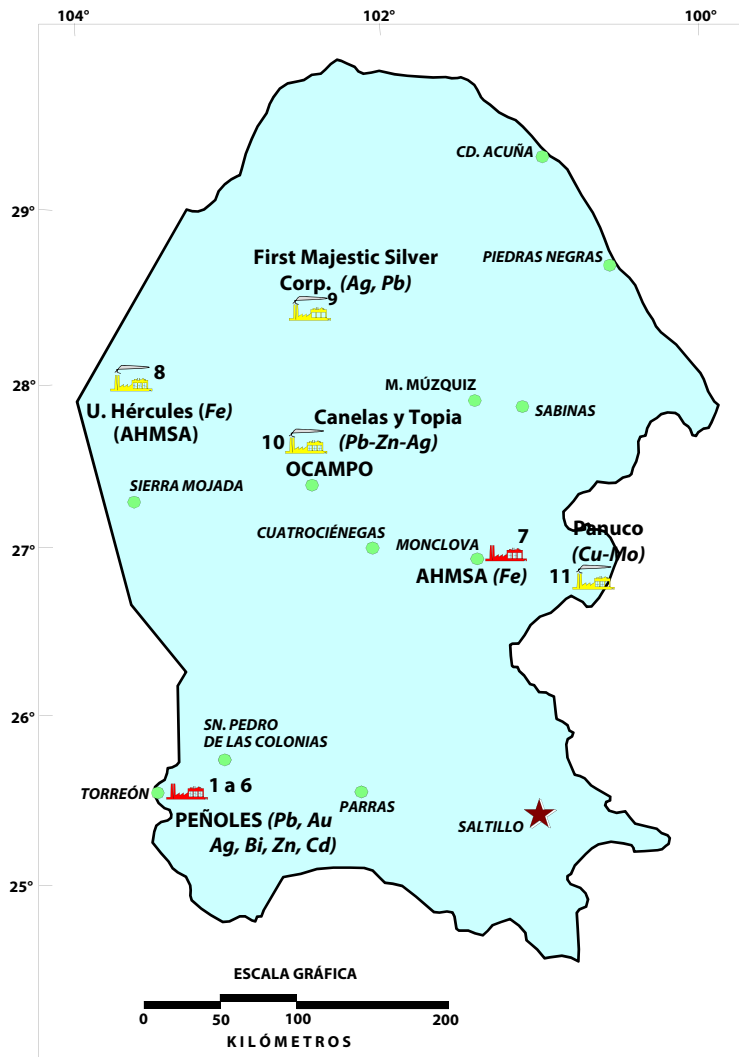 104°
102°
100°
CD. ACUÑA
29°
First Majestic Silver
Corp. (Ag, Pb)
9
PIEDRAS NEGRAS
8
28°
U. Hércules (Fe)
(AHMSA)
M. MÚZQUIZ
SABINAS
Canelas y Topia
(Pb-Zn-Ag)
10
OCAMPO
SIERRA MOJADA
CUATROCIÉNEGAS
MONCLOVA
7
AHMSA (Fe)
Panuco
(Cu-Mo)
11
27°
26°
SN. PEDRO
DE LAS COLONIAS
TORREÓN
1 a 6
PEÑOLES (Pb, Au
Ag, Bi, Zn, Cd)
PARRAS
SALTILLO
25°
ESCALA GRÁFICA
0 50 100 200
KILÓMETROS